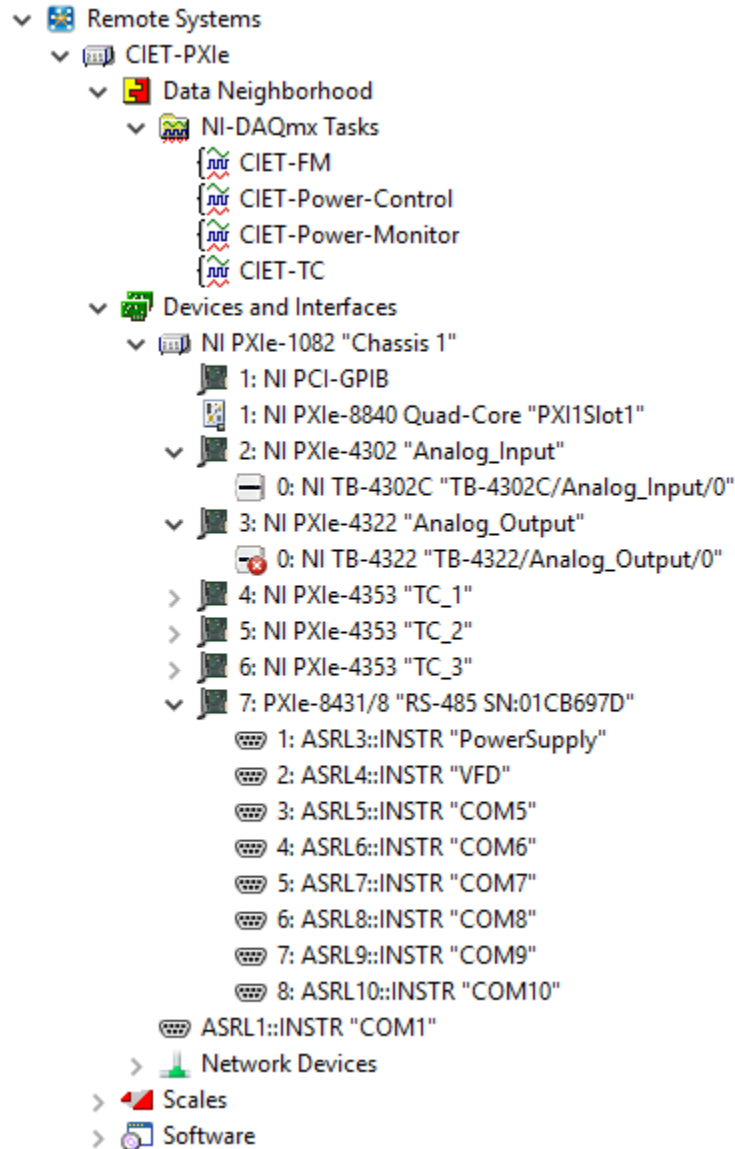 Remote Systems
CIET-PXIe
Data Neighborhood
NI-DAQmx Tasks
CIET-FM
CIET-Power-Control
CIET-Power-Monitor
CIET-TC
Devices and Interfaces
NI PXIe-1082 "Chassis 1"
1: NI PCI-GPIB
1: NI PXIe-8840 Quad-Core "PXI1Slot1"
2: NI PXIe-4302 "Analog_Input"
0: NI TB-4302C "TB-4302C/Analog_Input/0"
3: NI PXIe-4322 "Analog_Output"
0: NI TB-4322 "TB-4322/Analog_Output/0"
4: NI PXIe-4353 "TC_1"
5: NI PXIe-4353 "TC_2"
6: NI PXIe-4353 "TC_3"
7: PXIe-8431/8 "RS-485 SN:01CB697D"
1: ASRL3::INSTR "PowerSupply"
2: ASRL4::INSTR "VFD"
3: ASRL5::INSTR "COM5"
4: ASRL6::INSTR "COM6"
5: ASRL7::INSTR "COM7"
6: ASRL8::INSTR "COM8"
7: ASRL9::INSTR "COM9"
8: ASRL10::INSTR "COM10"
ASRL1::INSTR "COM1"
Network Devices
Scales
Software